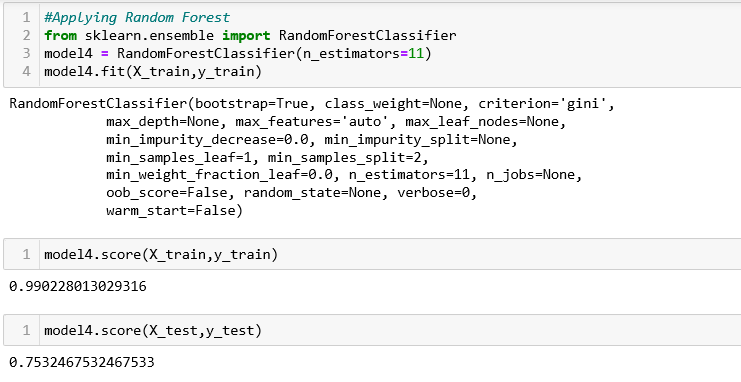 1 #Applying Random Forest
2 from sklearn.ensemble import RandomForestClassifier
3 model4 = RandomForestClassifier(n_estimators=11)
4 model4.fit(X_train,y_train)
RandomForestClassifier(bootstrap=True, class_weight=None, criterion='gini',
max_depth=None, max_features='auto', max_leaf_nodes=None,
min_impurity_decrease=0.0, min_impurity_split=None,
min_samples_leaf=1, min_samples_split=2,
min_weight_fraction_leaf=0.0, n_estimators=11, n_jobs=None,
oob_score=False, random_state=None, verbose=0,
warm_start=False)
1 model4.score(X_train,y_train)
0.990228013029316
1 model4.score(X_test,y_test)
0.7532467532467533